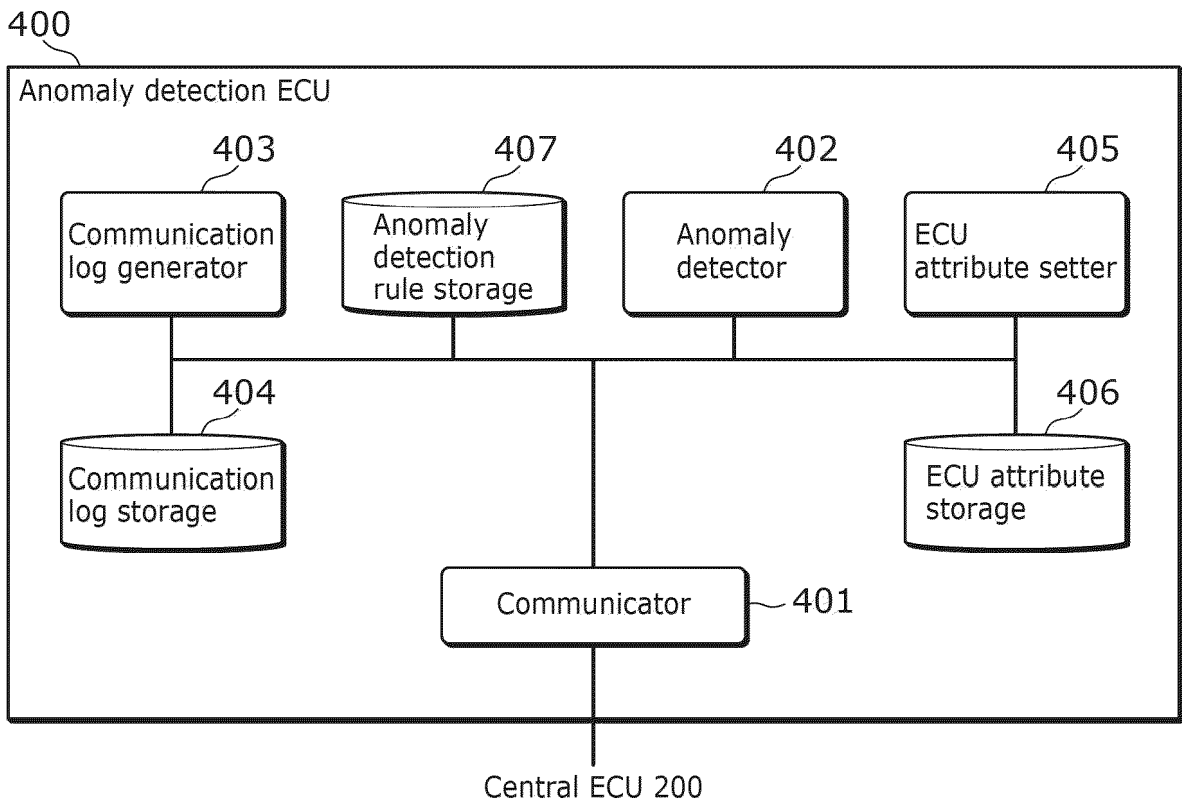 400
Anomaly detection ECU
403
407
402
405
Communication
log generator
Anomaly
detection
rule storage
Anomaly
detector
ECU
attribute setter
404
406
Communication
log storage
ECU attribute
storage
Communicator
401
Central ECU 200